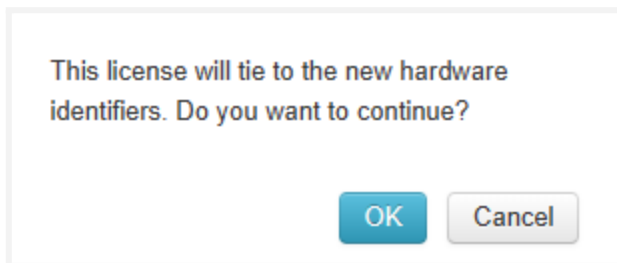 This license will tie to the new hardware
identifiers. Do you want to continue?
OK Cancel